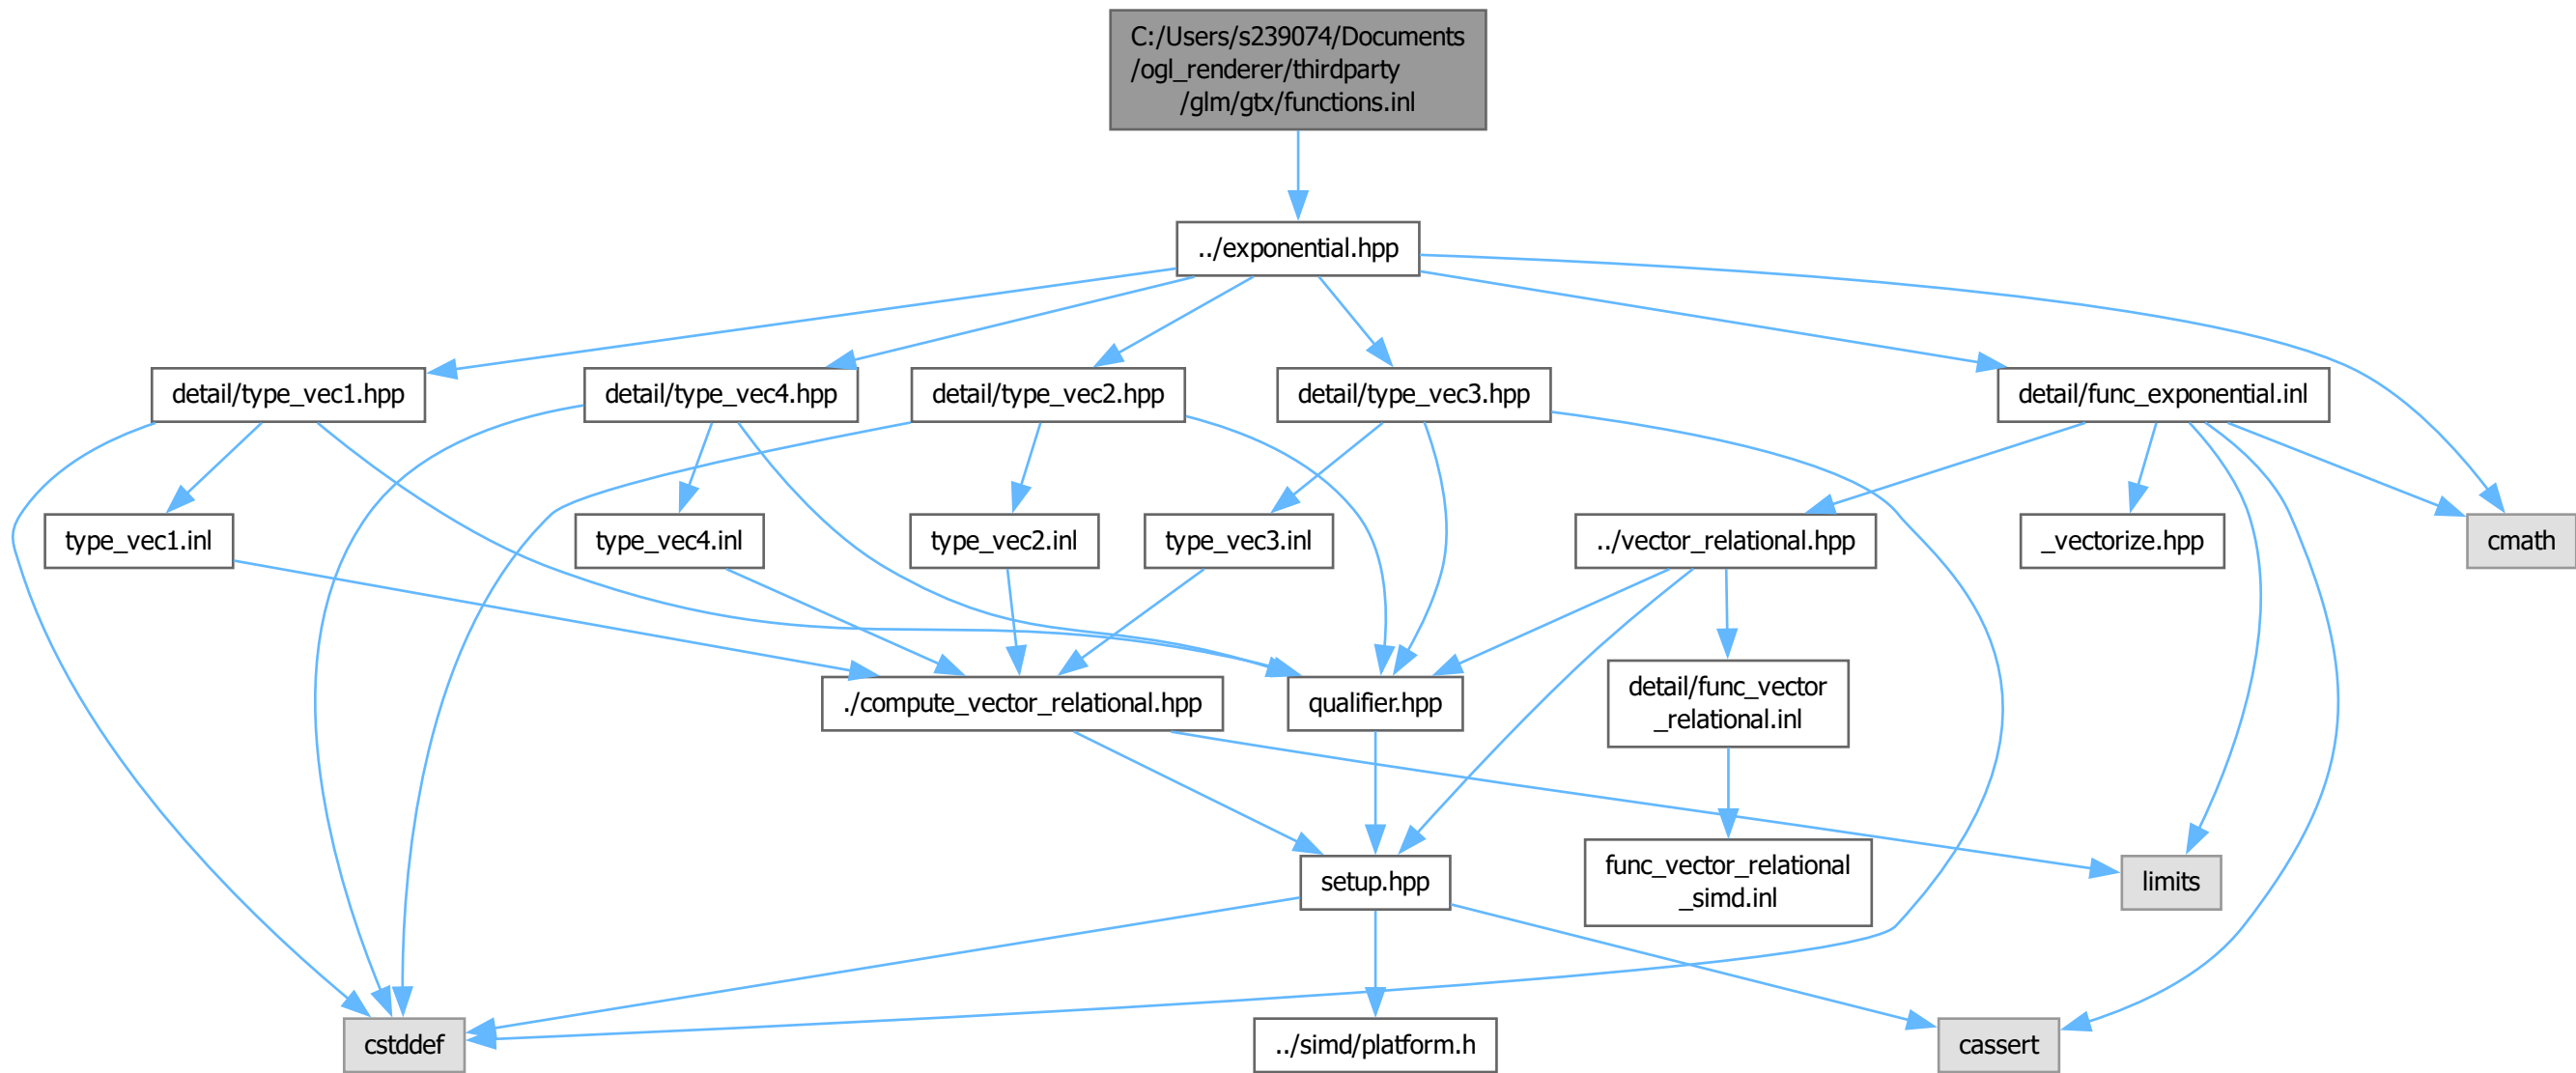 C:/Users/s239074/Documents
/ogl_renderer/thirdparty
/glm/gtx/functions.inl
../exponential.hpp
detail/type_vec1.hpp
detail/type_vec4.hpp
detail/type_vec2.hpp
detail/type_vec3.hpp
detail/func_exponential.inl
type_vec1.inl
type_vec4.inl
type_vec2.inl
type_vec3.inl
../vector_relational.hpp
_vectorize.hpp
cmath
./compute_vector_relational.hpp
qualifier.hpp
detail/func_vector
_relational.inl
setup.hpp
func_vector_relational
_simd.inl
limits
cstddef
../simd/platform.h
cassert